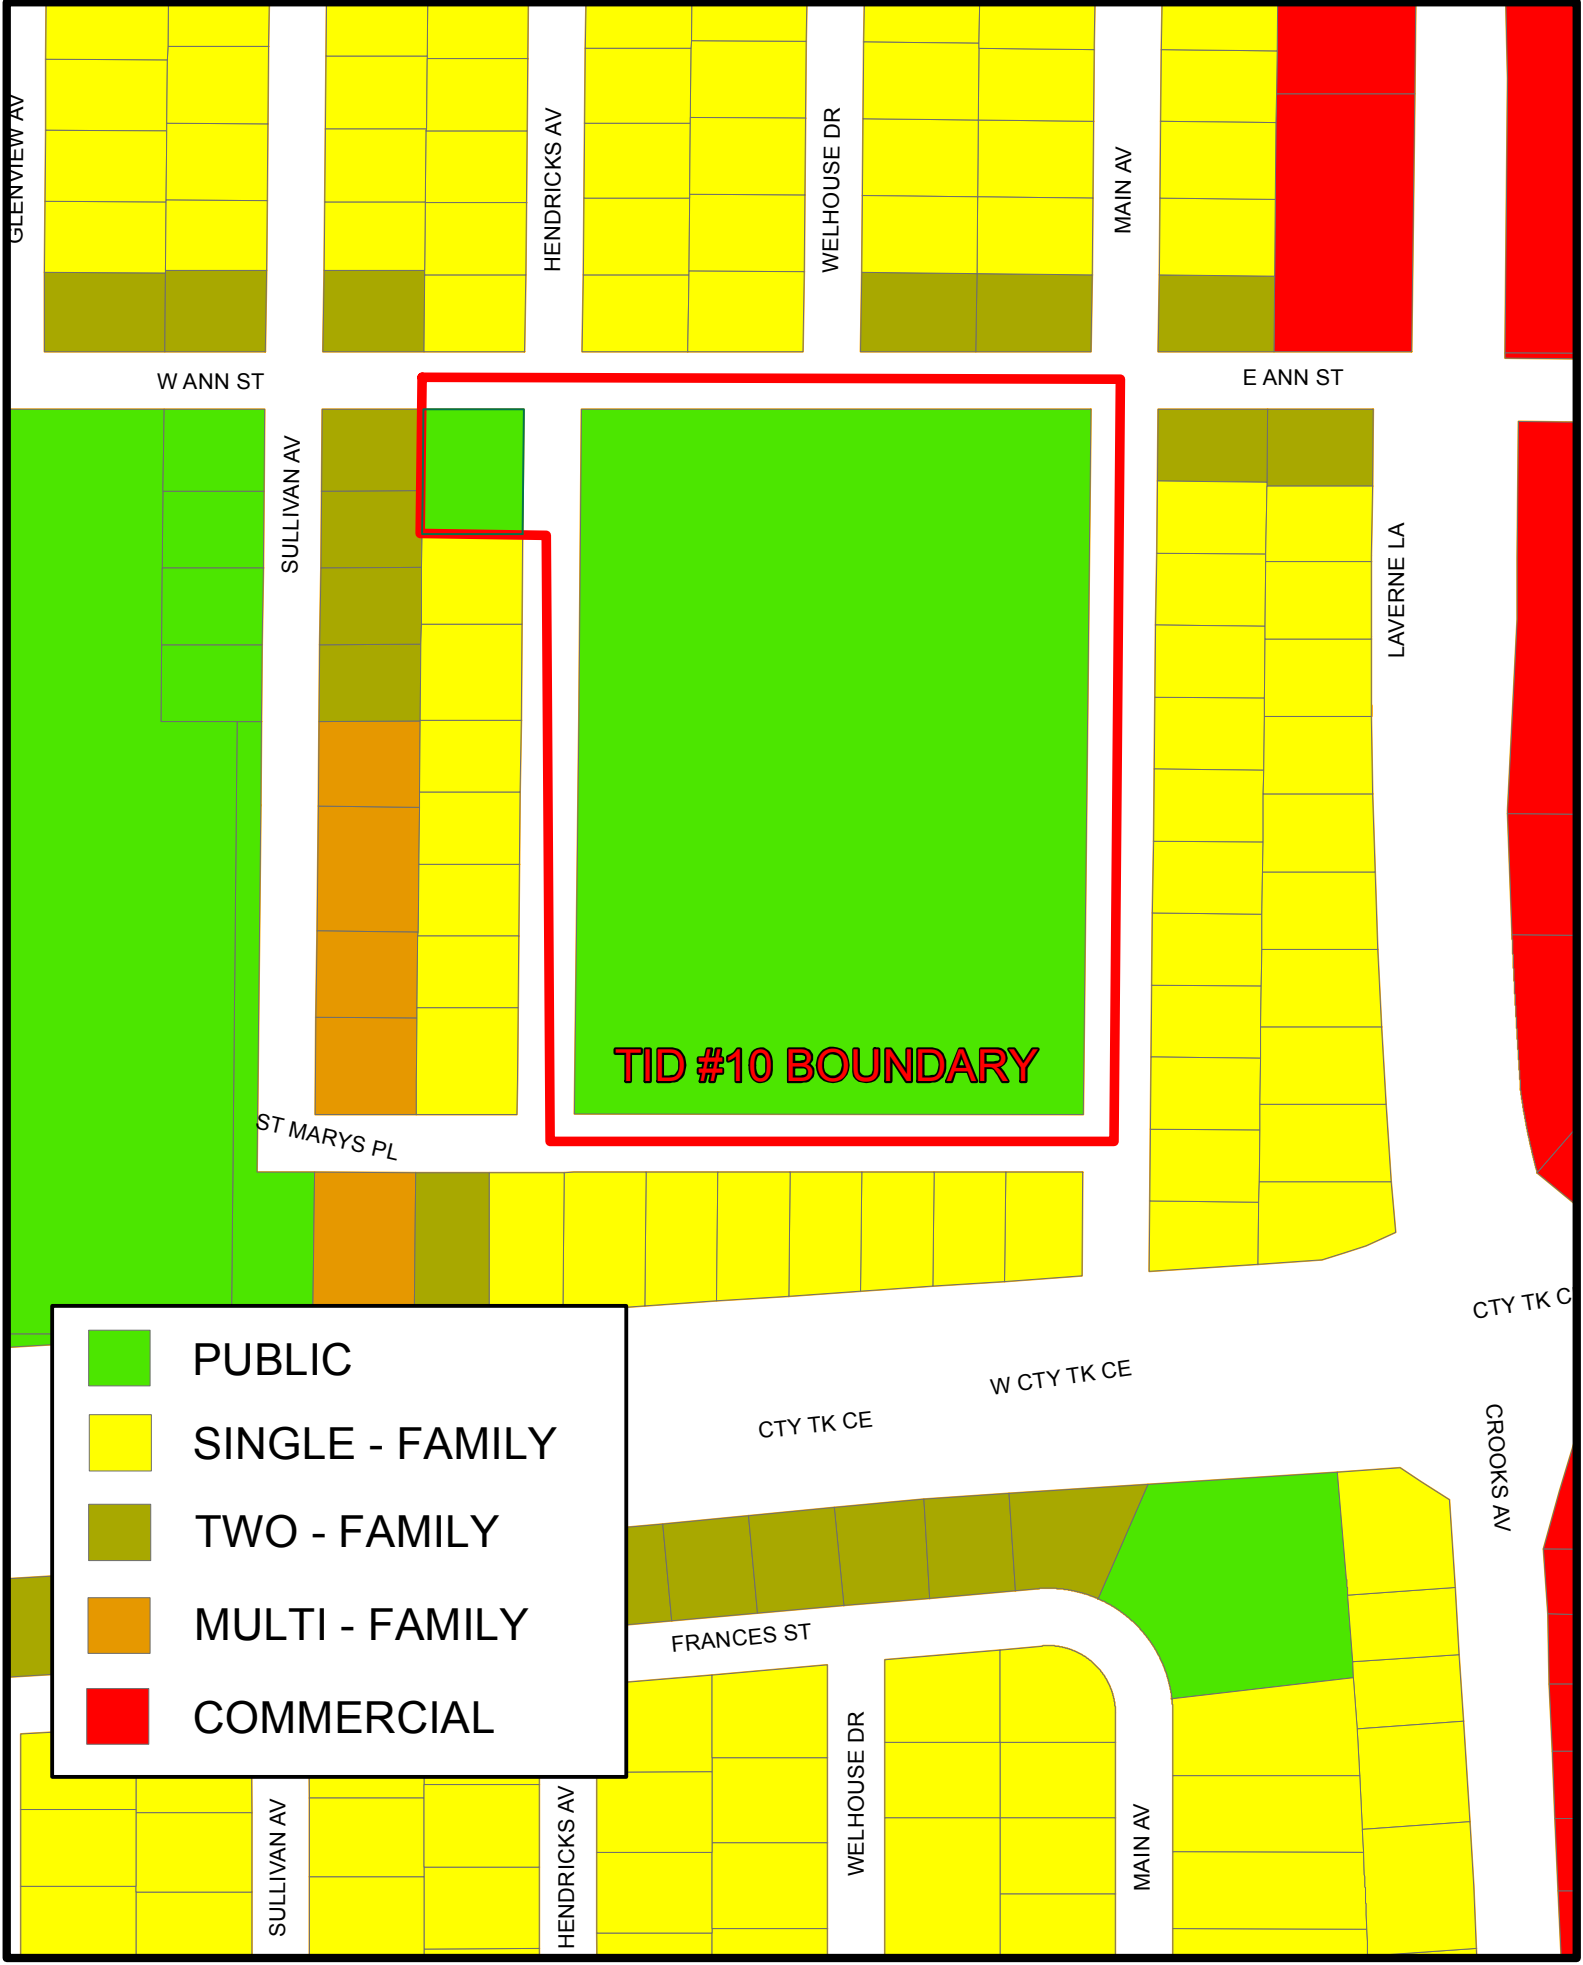 GLENVIEW AV
HENDRICKS AV
WELHOUSE DR
MAIN AV
W ANN ST
E ANN ST
SULLIVAN AV
LAVERNE LA
TID #10 BOUNDARY
ST MARYS PL
CTY TK C
W CTY TK CE
CTY TK CE
CROOKS AV
PUBLIC
SINGLE - FAMILY
TWO - FAMILY
MULTI - FAMILY
COMMERCIAL
FRANCES ST
SULLIVAN AV
HENDRICKS AV
WELHOUSE DR
MAIN AV